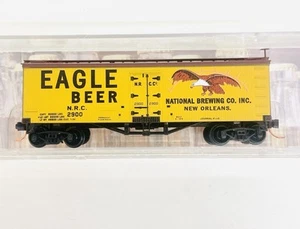 EAGLE
BEER
N.R.C.
2900
N.R.C.
NATIONAL BREWING CO. INC.
NEW ORLEANS.